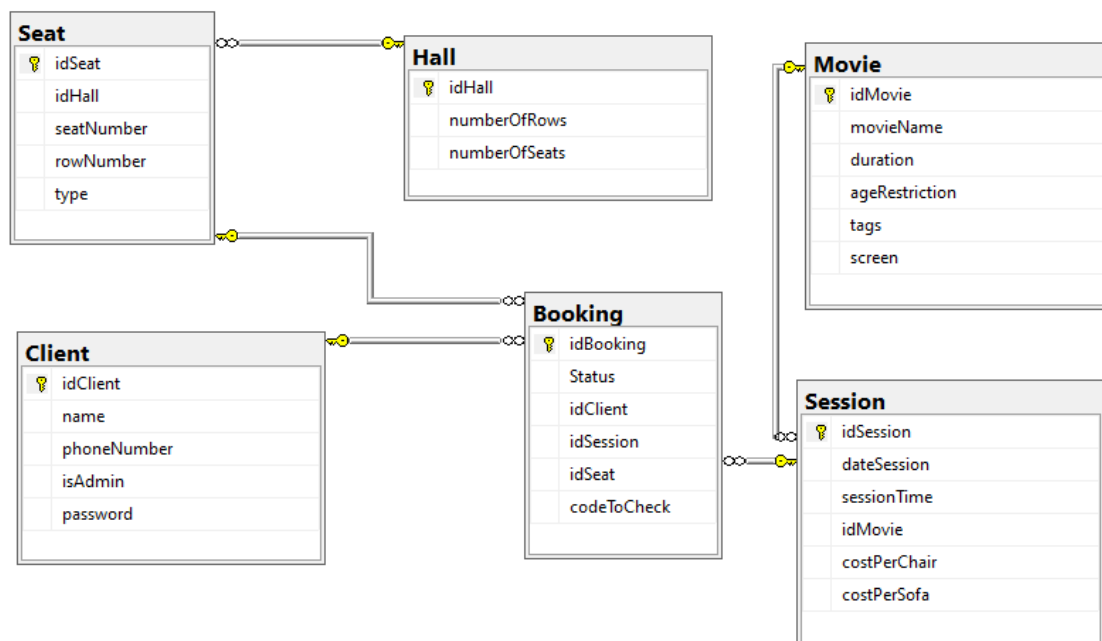 Seat
idSeat
idHall
seatNumber
rowNumber
type
Hall
idHall
numberOfRows
numberOfSeats
Movie
idMovie
movieName
duration
ageRestriction
tags
screen
Client
idClient
name
phoneNumber
isAdmin
password
Booking
idBooking
Status
idClient
idSession
idSeat
codeToCheck
Session
idSession
dateSession
sessionTime
idMovie
costPerChair
costPerSofa